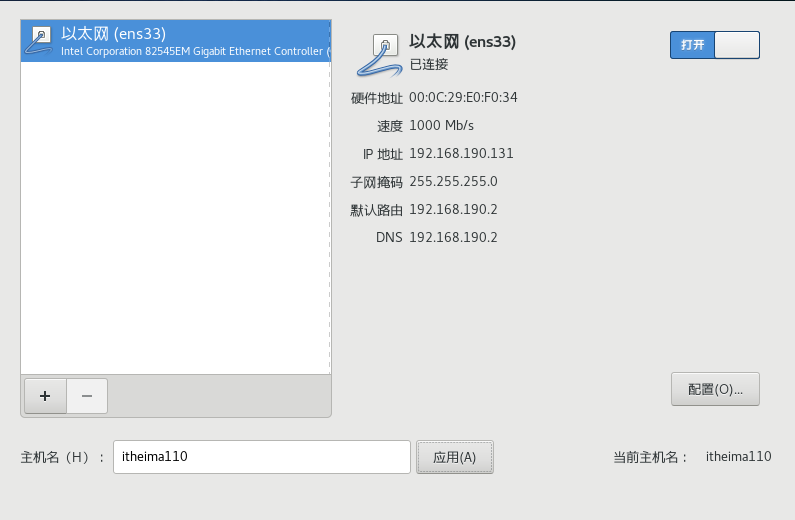 以太网 (ens33)
Intel Corporation 82545EM Gigabit Ethernet Controller (
以太网 (ens33)
已连接
打开
硬件地址 00:0C:29:E0:F0:34
速度 1000 Mb/s
IP 地址 192.168.190.131
子网掩码 255.255.255.0
默认路由 192.168.190.2
DNS 192.168.190.2
+ −
配置(O)...
主机名（H）： itheima110 应用(A) 当前主机名： itheima110